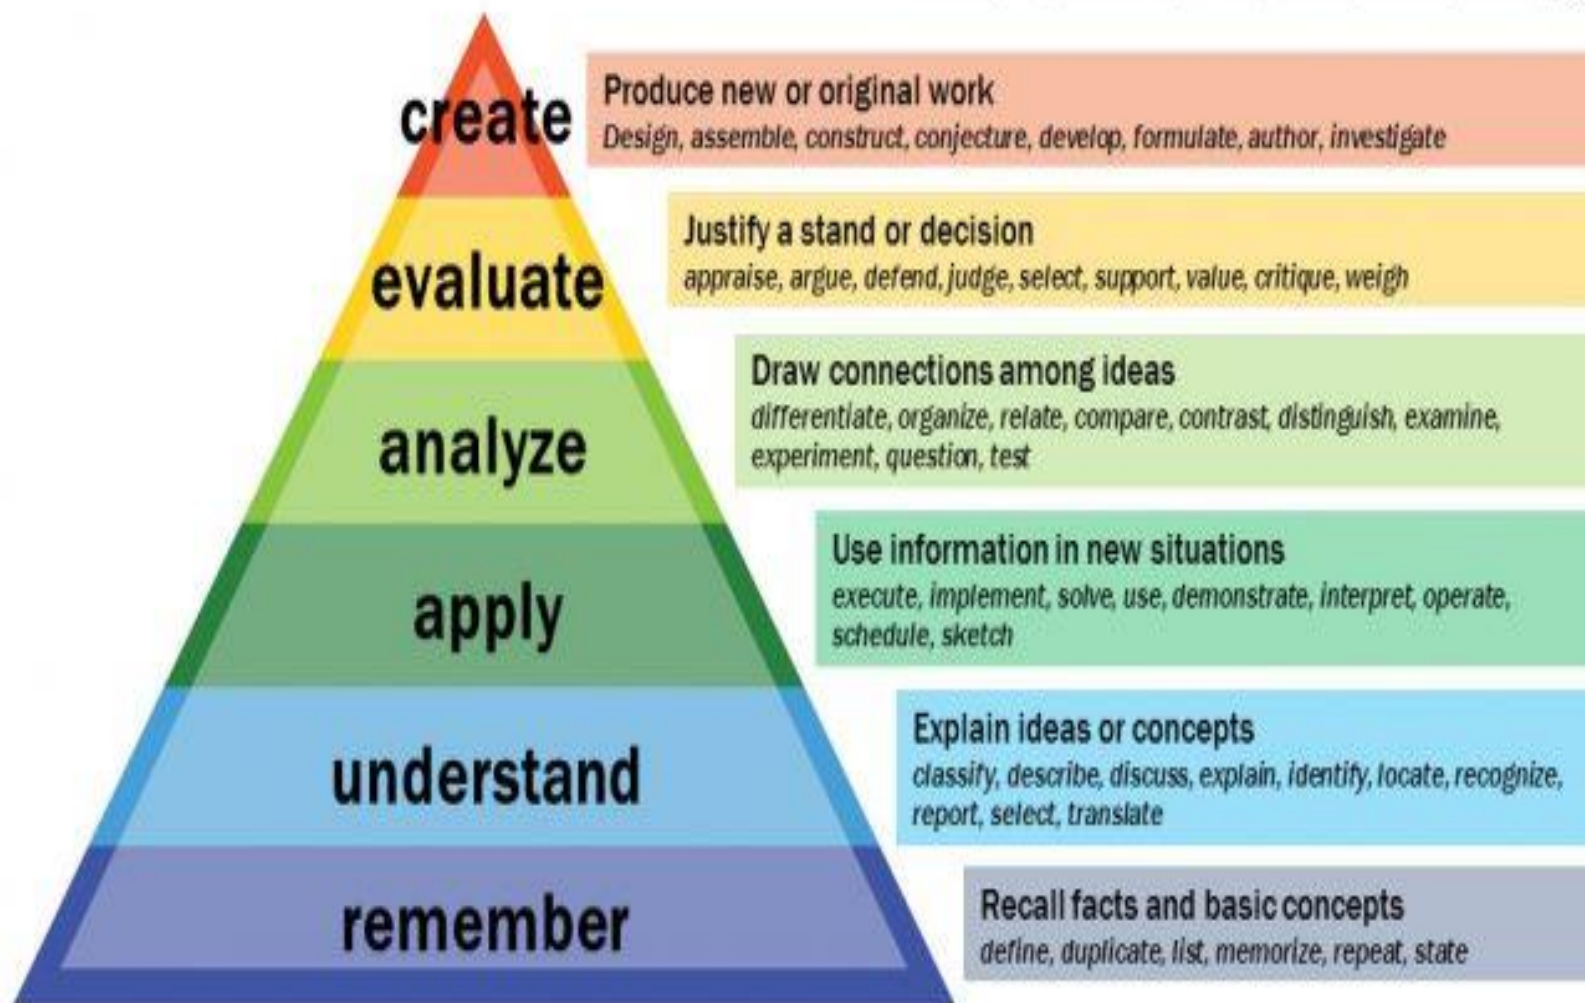 create
Produce new or original work
Design, assemble, construct, conjecture, develop, formulate, author, investigate
evaluate
Justify a stand or decision
appraise, argue, defend, judge, select, support, value, critique, weigh
analyze
Draw connections among ideas
differentiate, organize, relate, compare, contrast, distinguish, examine,
experiment, question, test
apply
Use information in new situations
execute, implement, solve, use, demonstrate, interpret, operate,
schedule, sketch
understand
Explain ideas or concepts
classify, describe, discuss, explain, identify, locate, recognize,
report, select, translate
remember
Recall facts and basic concepts
define, duplicate, list, memorize, repeat, state